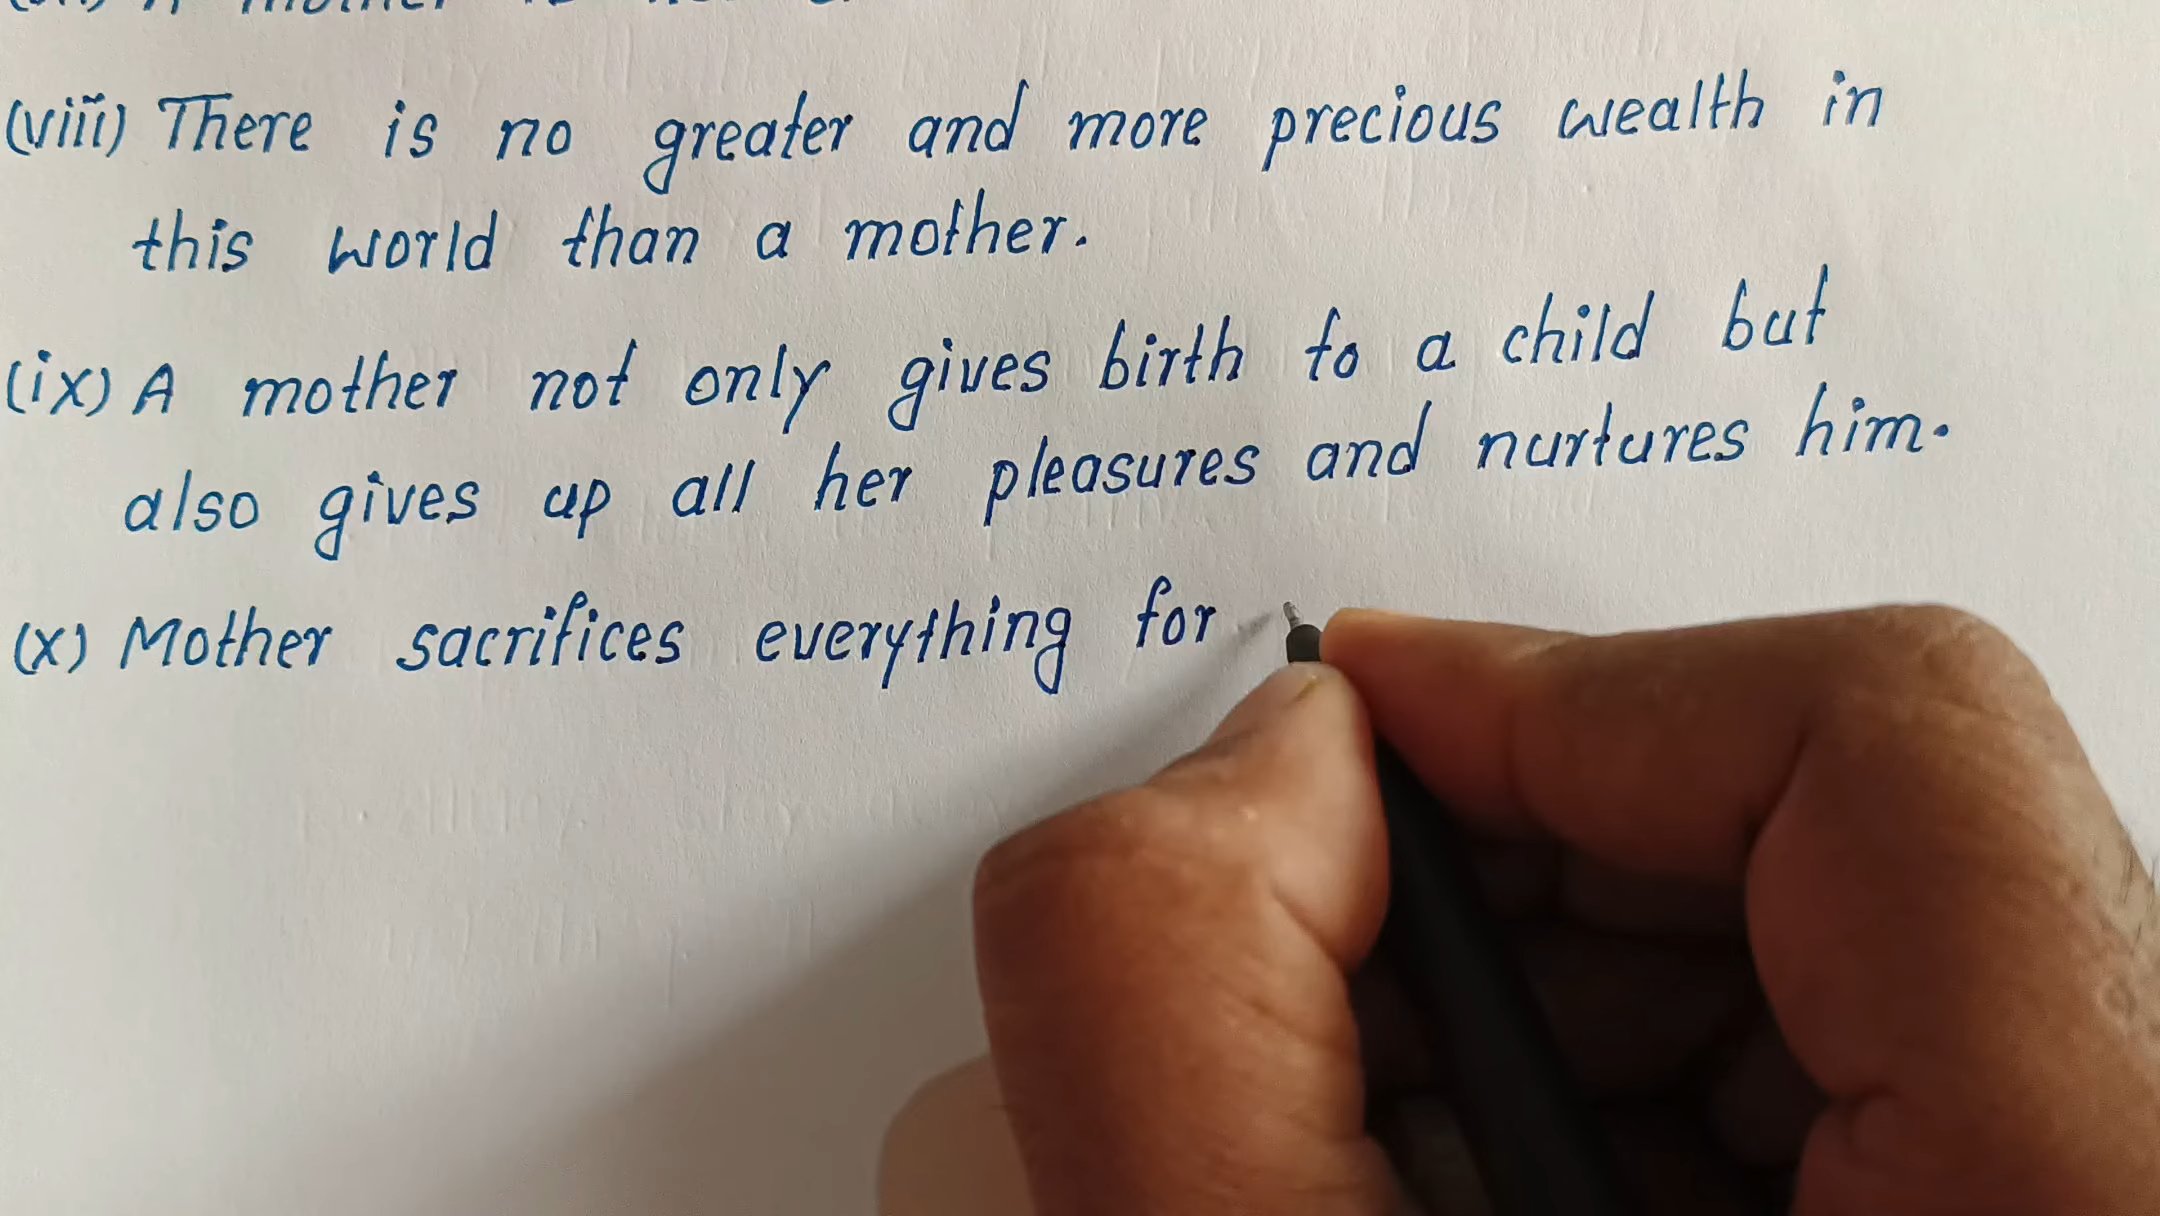 (viii) There is no greater and more precious wealth in
this world than a mother.
(ix) A mother not only gives birth to a child but
also gives up all her pleasures and nurtures him.
(x) Mother sacrifices everything for